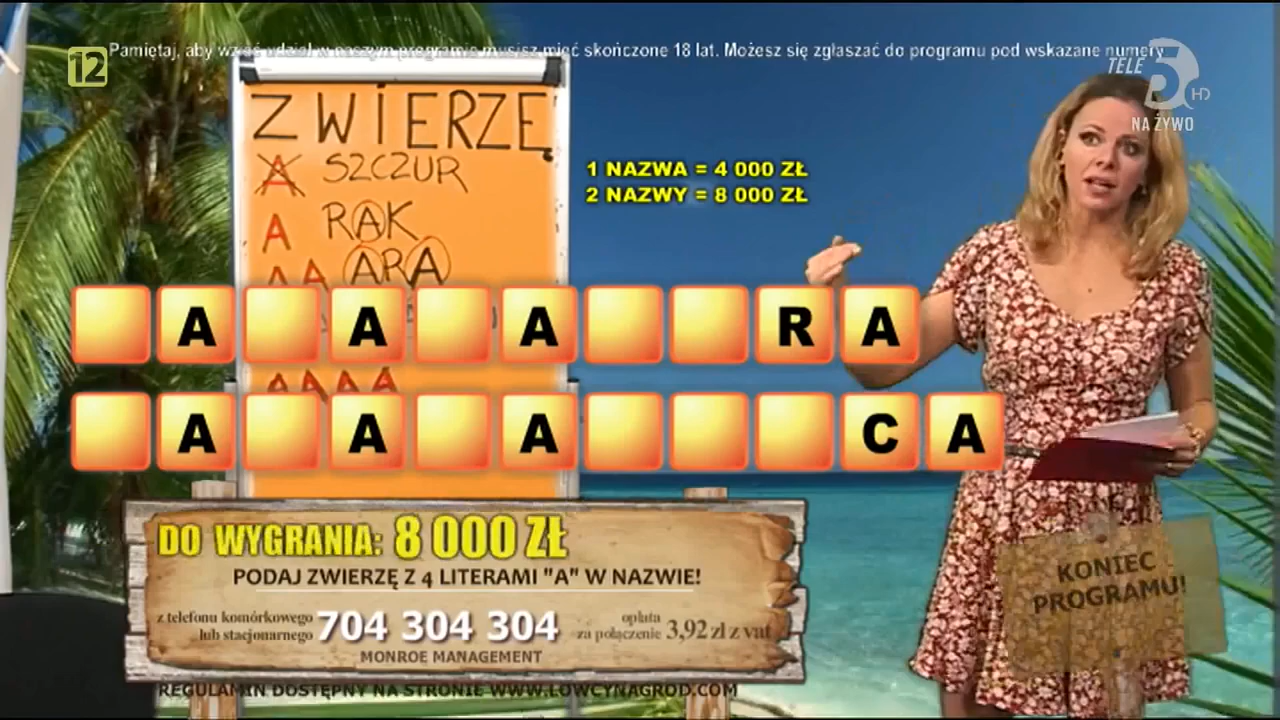 Pamiętaj, aby wziąć udział w naszym programie musisz mieć skończone 18 lat. Możesz się zgłaszać do programu pod wskazane numery
12
TELE 5 HD
NA ŻYWO
ZWIERZĘ
A SZCZUR
A RAK
AA ARA
1 NAZWA = 4 000 ZŁ
2 NAZWY = 8 000 ZŁ
A A A R A
AAAA
A A A C A
DO WYGRANIA: 8 000 ZŁ
PODAJ ZWIERZĘ Z 4 LITERAMI "A" W NAZWIE!
z telefonu komórkowego
lub stacjonarnego 704 304 304 opłata za połączenie 3,92 zł z vat
MONROE MANAGEMENT
REGULAMIN DOSTĘPNY NA STRONIE WWW.LOWCYNAGROD.COM
KONIEC
PROGRAMU!